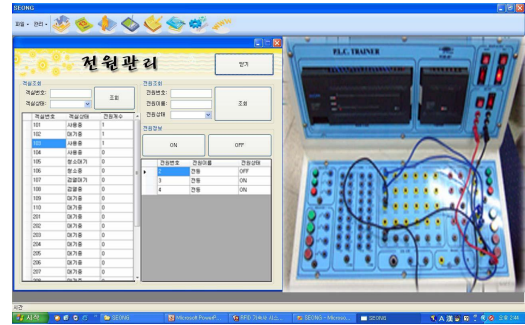 SEONG
파일 관리
전원관리
닫기
객실조회
객실번호:
객실상태:
조회
전원조회
전원번호:
전원이름:
전원상태
조회
전원정보
ON OFF
객실번호 객실상태 전원개수
101 사용중 1
102 대기중 1
103 사용중 1
104 사용중 0
105 청소대기 0
106 청소중 0
107 점열대기 0
108 점열중 0
109 대기중 0
110 대기중 0
201 대기중 0
202 대기중 0
203 대기중 0
204 대기중 0
205 대기중 0
206 대기중 0
207 대기중 0
전원번호 전원이름 전원상태
2 전등 OFF
3 전등 ON
4 전등 ON
P.L.C. TRAINER
시간
시작
SEONG
Microsoft PowerP...
SEONG - Microso...
SEONG